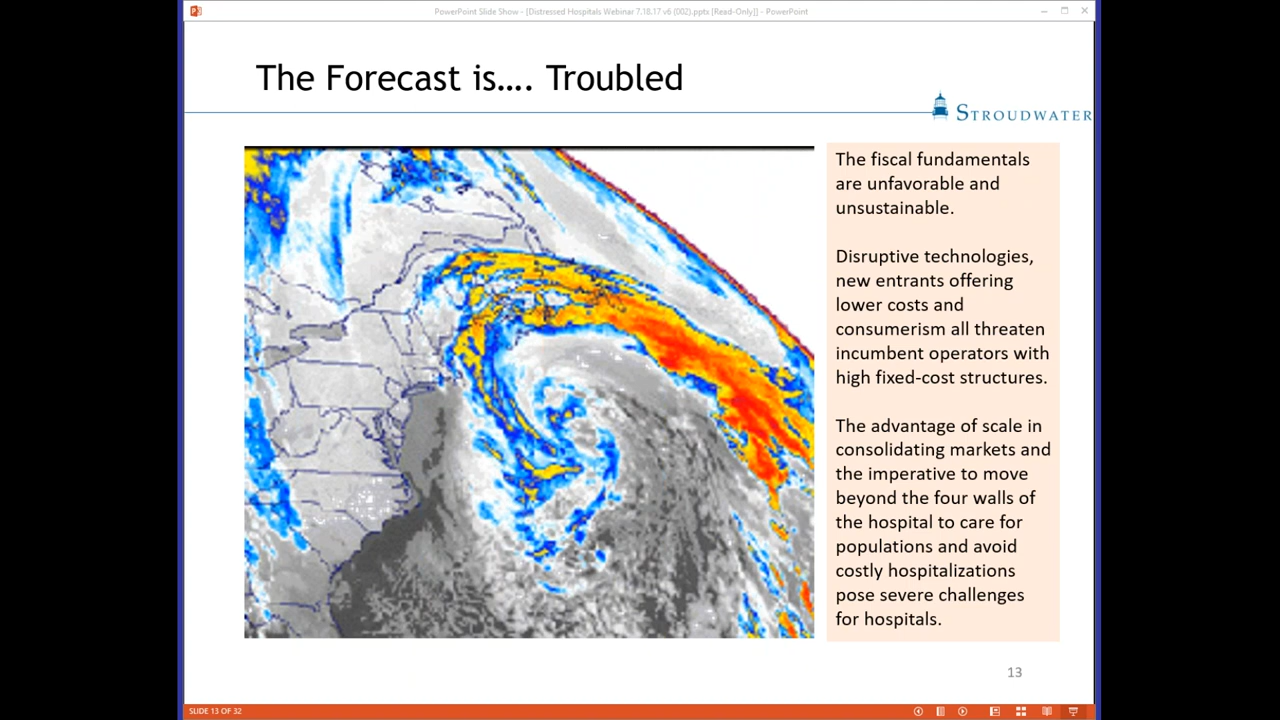 PowerPoint Slide Show - [Distressed Hospitals Webinar 7.18.17 v6 (002).pptx [Read-Only]] - PowerPoint
The Forecast is…. Troubled
STROUDWATER
The fiscal fundamentals
are unfavorable and
unsustainable.
Disruptive technologies,
new entrants offering
lower costs and
consumerism all threaten
incumbent operators with
high fixed-cost structures.
The advantage of scale in
consolidating markets and
the imperative to move
beyond the four walls of
the hospital to care for
populations and avoid
costly hospitalizations
pose severe challenges
for hospitals.
13
SLIDE 13 OF 32